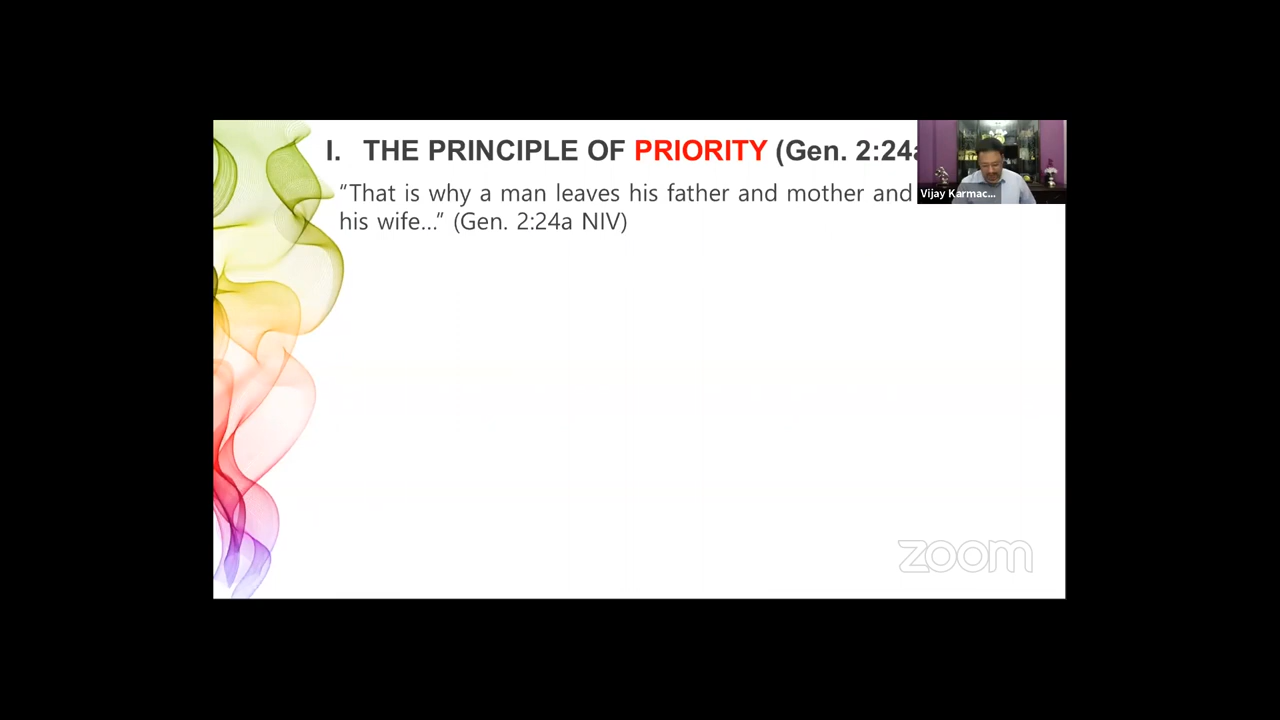 I. THE PRINCIPLE OF PRIORITY (Gen. 2:24a
"That is why a man leaves his father and mother and
his wife..." (Gen. 2:24a NIV)
Vijay Karmac...
zoom